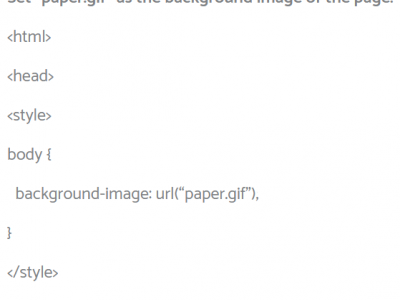 Set "paper.gif" as the background image of the page:
<html>
<head>
<style>
body {
background-image: url(“paper.gif”),
}
</style>